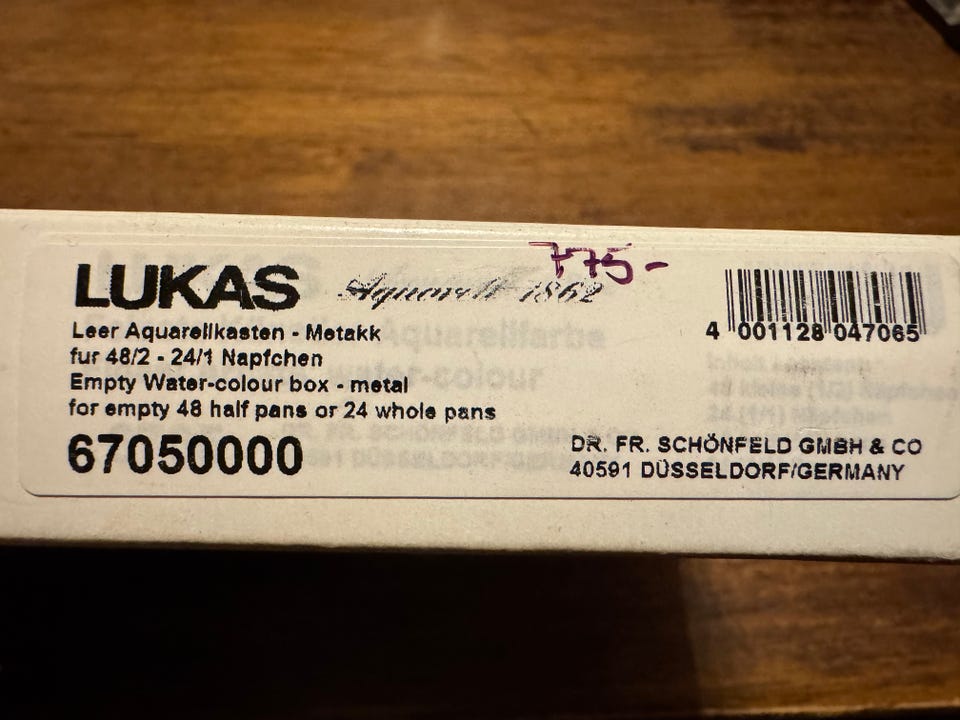 LUKAS Aquarell 1862
775-
4 001128 047065
Leer Aquarellkasten - Metakk
fur 48/2 - 24/1 Napfchen
Empty Water-colour box - metal
for empty 48 half pans or 24 whole pans
67050000
DR. FR. SCHÖNFELD GMBH & CO
40591 DÜSSELDORF/GERMANY